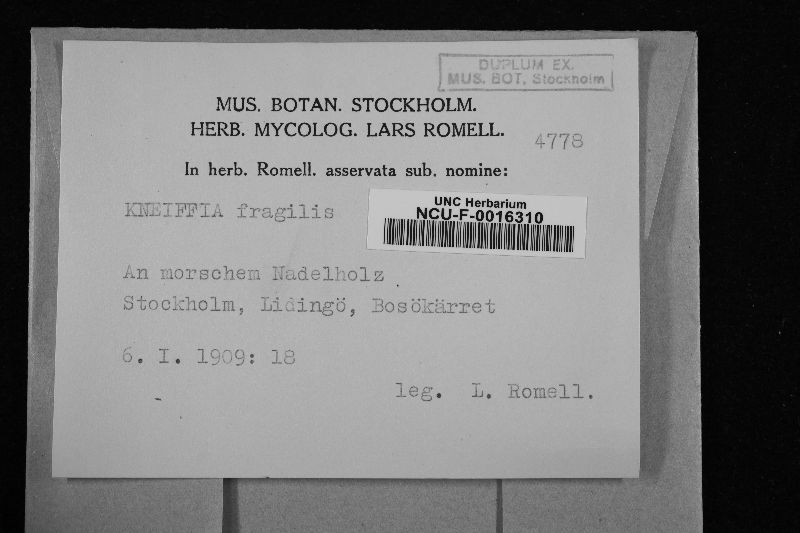 DUPLUM EX.
MUS. BOT. Stockholm
MUS. BOTAN. STOCKHOLM.
HERB. MYCOLOG. LARS ROMELL.
4778
In herb. Romell. asservata sub. nomine:
KNEIFFIA fragilis
UNC Herbarium
NCU-F-0016310
An morschem Nadelholz
Stockholm, Lidingö, Bosökärret
6. I. 1909: 18
leg. L. Romell.